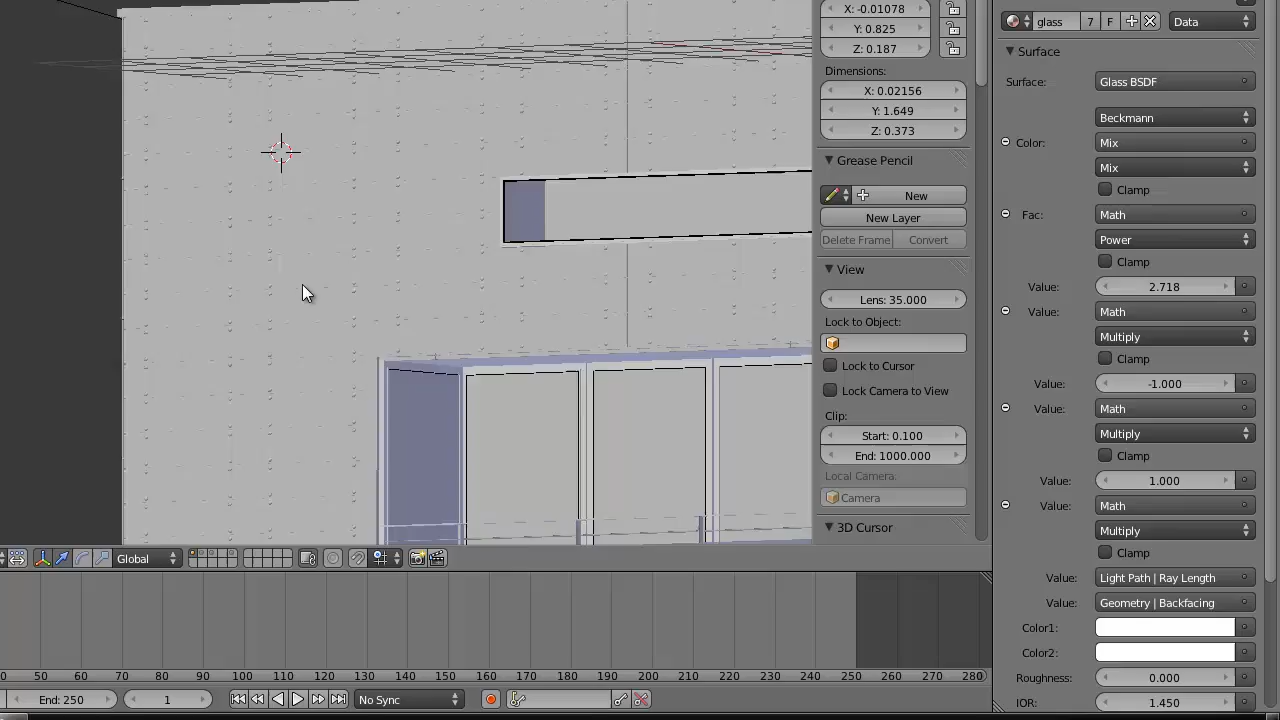 X: -0.01078
Y: 0.825
Z: 0.187
Dimensions:
X: 0.02156
Y: 1.649
Z: 0.373
Grease Pencil
New
New Layer
Delete Frame Convert
View
Lens: 35.000
Lock to Object:
Lock to Cursor
Lock Camera to View
Clip:
Start: 0.100
End: 1000.000
Local Camera:
Camera
3D Cursor
glass 7 F Data
Surface
Surface: Glass BSDF
Beckmann
Color: Mix
Mix
Clamp
Fac: Math
Power
Clamp
Value: 2.718
Value: Math
Multiply
Clamp
Value: -1.000
Value: Math
Multiply
Clamp
Value: 1.000
Value: Math
Multiply
Clamp
Value: Light Path | Ray Length
Value: Geometry | Backfacing
Color1:
Color2:
Roughness: 0.000
IOR: 1.450
Global
0 10 20 30 40 50 60 70 80 90 100 110 120 130 140 150 160 170 180 190 200 210 220 230 240 250 260 270 280
End: 250 1 No Sync